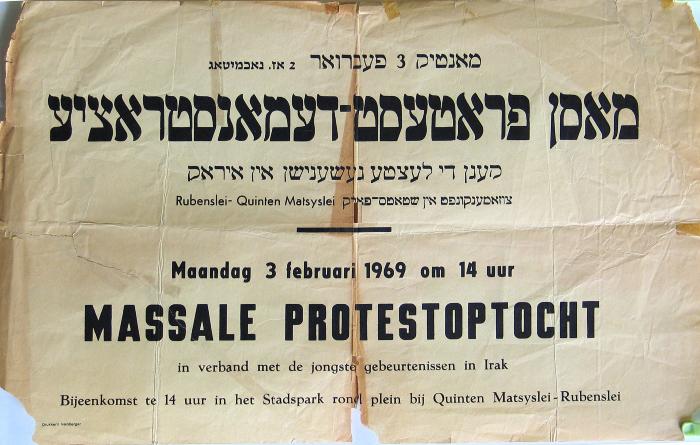 מאנטיק 3 פעברואר 2 אז. נאכמיטאג
מאסן פראטעסט-דעמאנסטראציע
קעגן די לעצטע געשעענישן אין איראק
צוזאמענקונפט אין שטאטס־פארק Rubenslei- Quinten Matsyslei
Maandag 3 februari 1969 om 14 uur
MASSALE PROTESTOPTOCHT
in verband met de jongste gebeurtenissen in Irak
Bijeenkomst te 14 uur in het Stadspark rond plein bij Quinten Matsyslei-Rubenslei